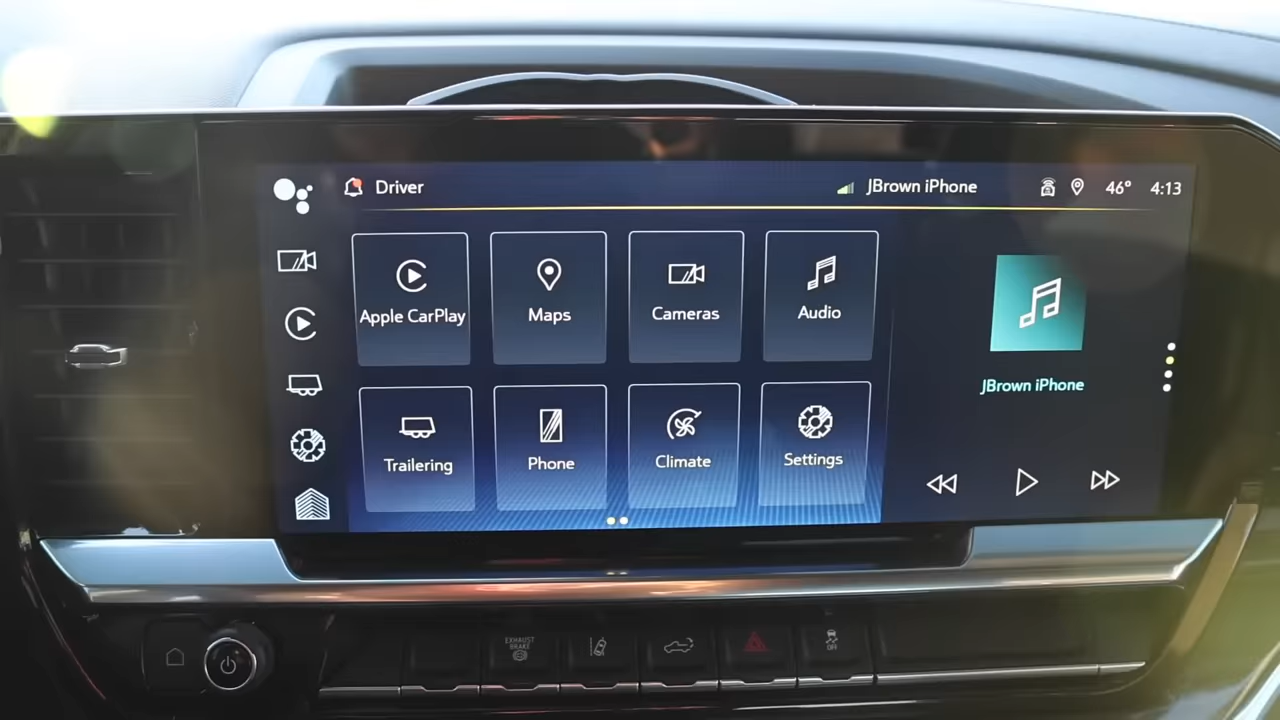 Driver
JBrown iPhone
46°
4:13
Apple CarPlay
Maps
Cameras
Audio
JBrown iPhone
Trailering
Phone
Climate
Settings
EXHAUST
BRAKE
OFF